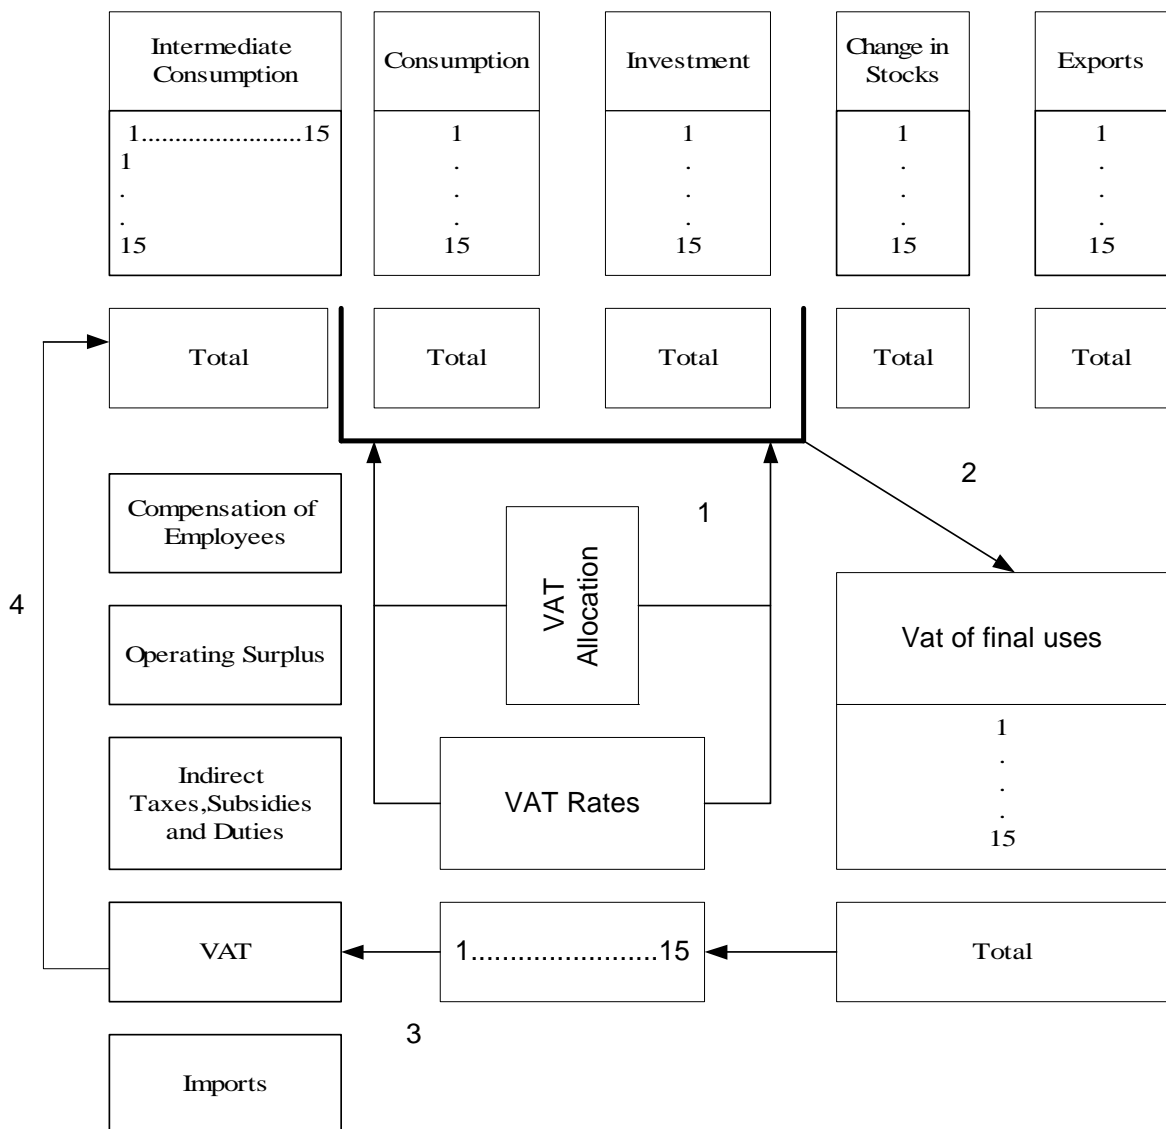 Intermediate
Consumption
Consumption
Investment
Change in
Stocks
Exports
1........................15
1
.
.
15
1
.
.
.
15
1
.
.
.
15
1
.
.
.
15
1
.
.
.
15
Total
Total
Total
Total
Total
Compensation of
Employees
1
2
VAT
Allocation
4
Operating Surplus
Vat of final uses
1
.
.
.
15
Indirect
Taxes,Subsidies
and Duties
VAT Rates
VAT
1........................15
Total
3
Imports